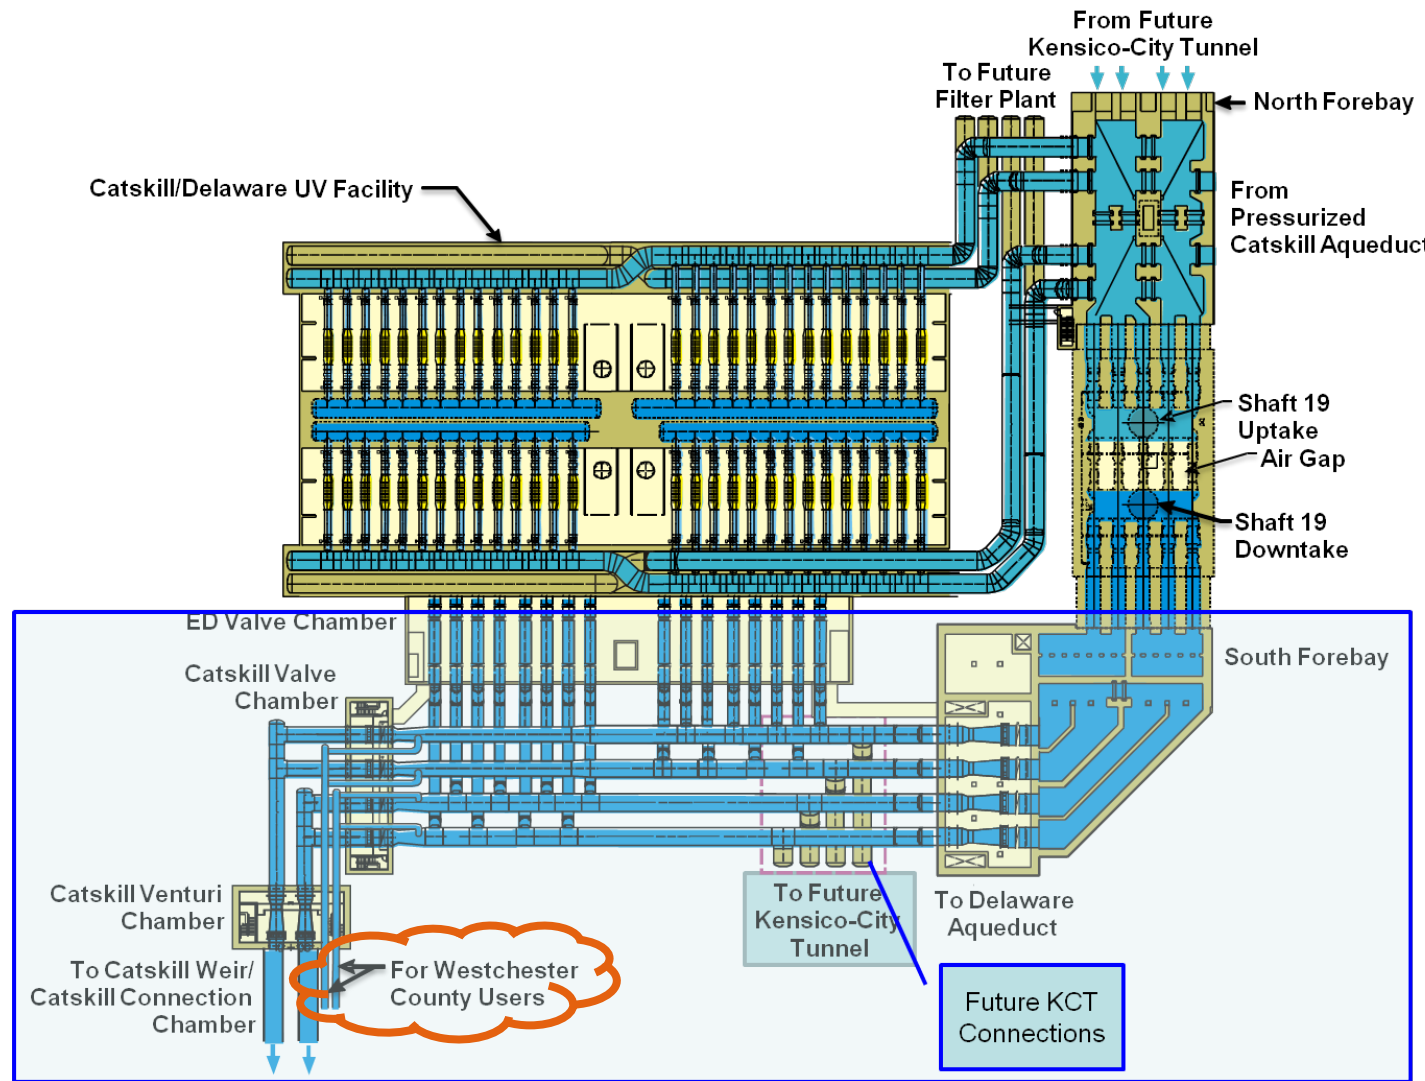 From Future
Kensico-City Tunnel
To Future
Filter Plant
North Forebay
Catskill/Delaware UV Facility
From
Pressurized
Catskill Aqueduct
Shaft 19
Uptake
Air Gap
Shaft 19
Downtake
ED Valve Chamber
South Forebay
Catskill Valve
Chamber
Catskill Venturi
Chamber
To Future
Kensico-City
Tunnel
To Delaware
Aqueduct
To Catskill Weir/
Catskill Connection
Chamber
For Westchester
County Users
Future KCT
Connections